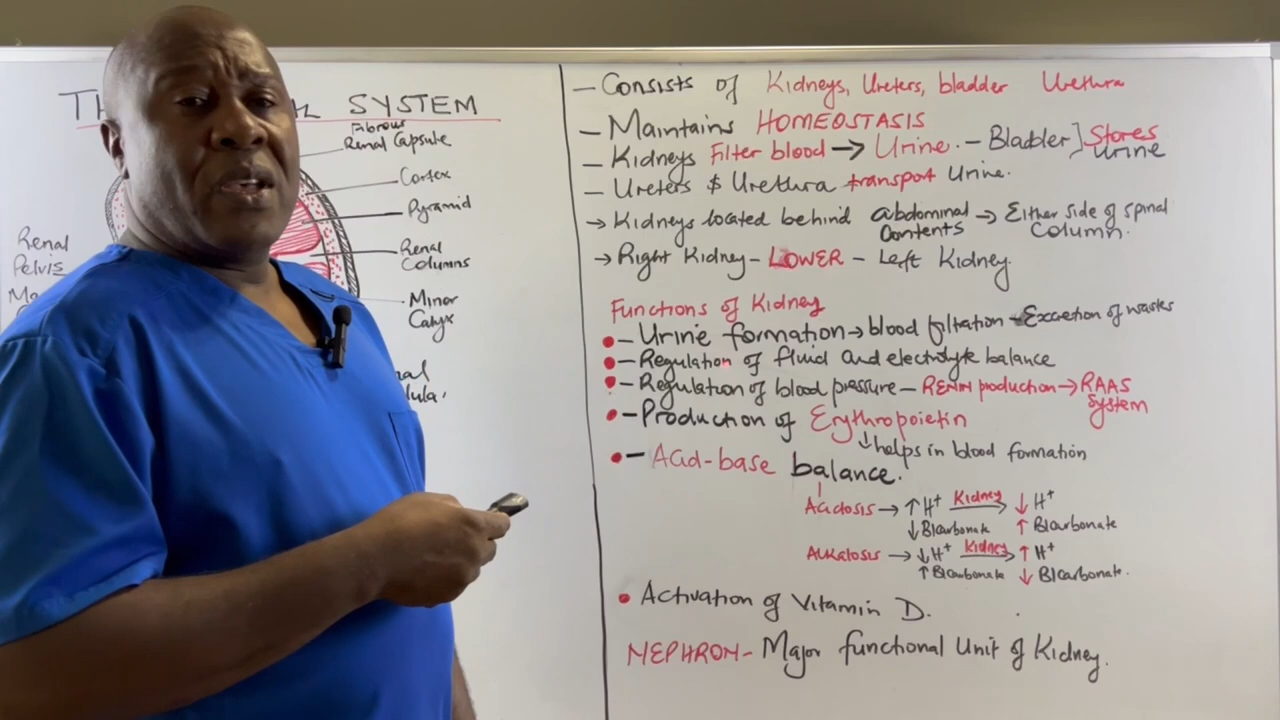 TH L SYSTEM
Fibrous
Renal Capsule
Cortex
Pyramid
Renal
Columns
Minor
Calyx
Renal
Pelvis
— Consists of Kidneys, Ureters, bladder Urethra
— Maintains HOMEOSTASIS
— Kidneys Filter blood → Urine. — Bladder] Stores
Urine
— Ureters & Urethra transport Urine.
→ Kidneys located behind abdominal → Either side of spinal
Contents Column.
→ Right Kidney – LOWER – Left Kidney.
Functions of Kidney
• – Urine formation → blood filtration – Excretion of wastes
• – Regulation of fluid and electrolyte balance
• – Regulation of blood pressure – RENIN production → RAAS
System
• – Production of Erythropoietin
↳ helps in blood formation
• – Acid-base balance.
Acidosis → ↑ H+ Kidney → ↓ H+
↓ Bicarbonate ↑ Bicarbonate
Alkalosis → ↓ H+ Kidney → ↑ H+
↑ Bicarbonate ↓ Bicarbonate.
• Activation of Vitamin D.
NEPHRON – Major functional Unit of Kidney.